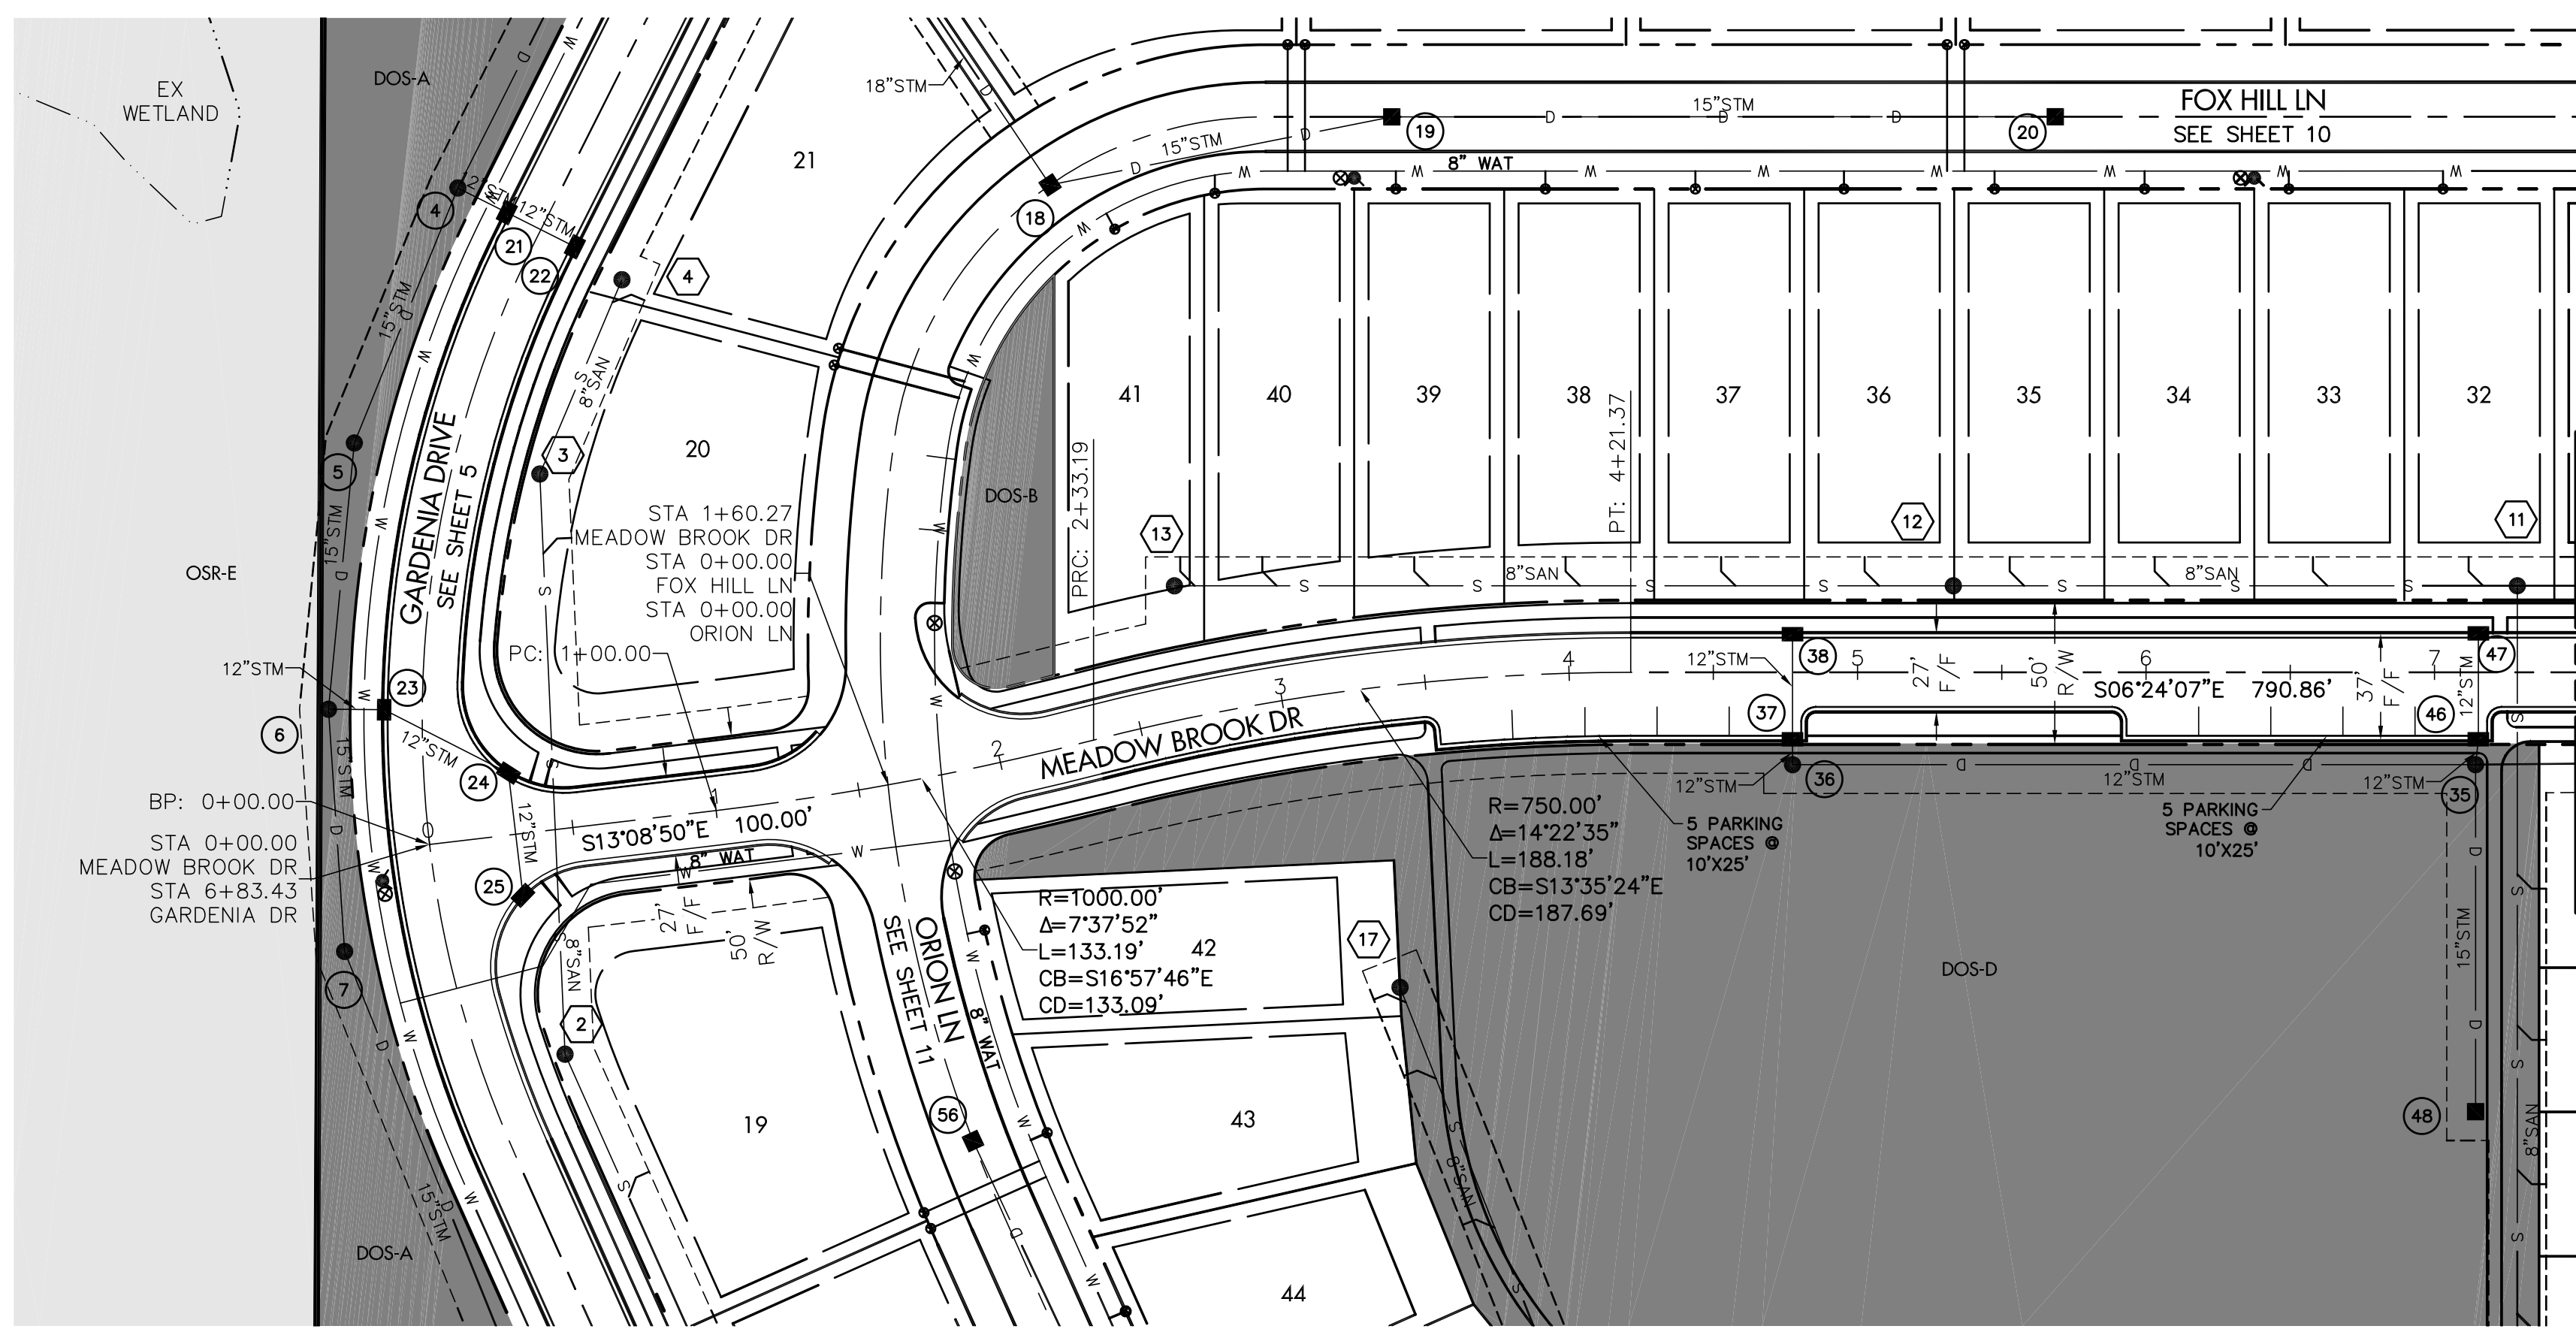 EX
WETLAND
DOS-A
D
W
18"STM
D
15"STM
D
D
19
15"STM
D
D
D
20
FOX HILL LN
SEE SHEET 10
8" WAT
W
W
W
W
W
W
W
W
W
18
4
12"STM
21
22
21
4
15"STM
D
W
W
GARDENIA DRIVE
SEE SHEET 5
5
15"STM
D
W
OSR-E
3
8"SAN
S
S
20
STA 1+60.27
MEADOW BROOK DR
STA 0+00.00
FOX HILL LN
STA 0+00.00
ORION LN
PC: 1+00.00
W
W
W
DOS-B
41
40
39
38
37
36
35
34
33
32
PRC: 2+33.19
PT: 4+21.37
13
12
11
S
S
8"SAN
S
S
S
S
8"SAN
S
S
12"STM
23
W
6
15"STM
D
12"STM
24
12"STM
25
BP: 0+00.00
STA 0+00.00
MEADOW BROOK DR
STA 6+83.43
GARDENIA DR
0
1
2
3
4
5
6
7
S13°08'50"E 100.00'
8" WAT
W
W
27'
F/F
50'
R/W
MEADOW BROOK DR
12"STM
38
37
36
12"STM
27'
F/F
50'
R/W
S06°24'07"E 790.86'
37'
F/F
12"STM
47
46
35
D
12"STM
D
D
12"STM
5 PARKING
SPACES @
10'X25'
5 PARKING
SPACES @
10'X25'
R=750.00'
Δ=14°22'35"
L=188.18'
CB=S13°35'24"E
CD=187.69'
R=1000.00'
Δ=7°37'52"
L=133.19'
CB=S16°57'46"E
CD=133.09'
42
17
DOS-D
15"STM
D
D
48
8"SAN
S
S
S
S
7
W
W
D
8"SAN
S
2
ORION LN
SEE SHEET 11
8" WAT
W
W
W
56
D
19
43
44
S
8"SAN
S
15"STM
D
W
S
DOS-A